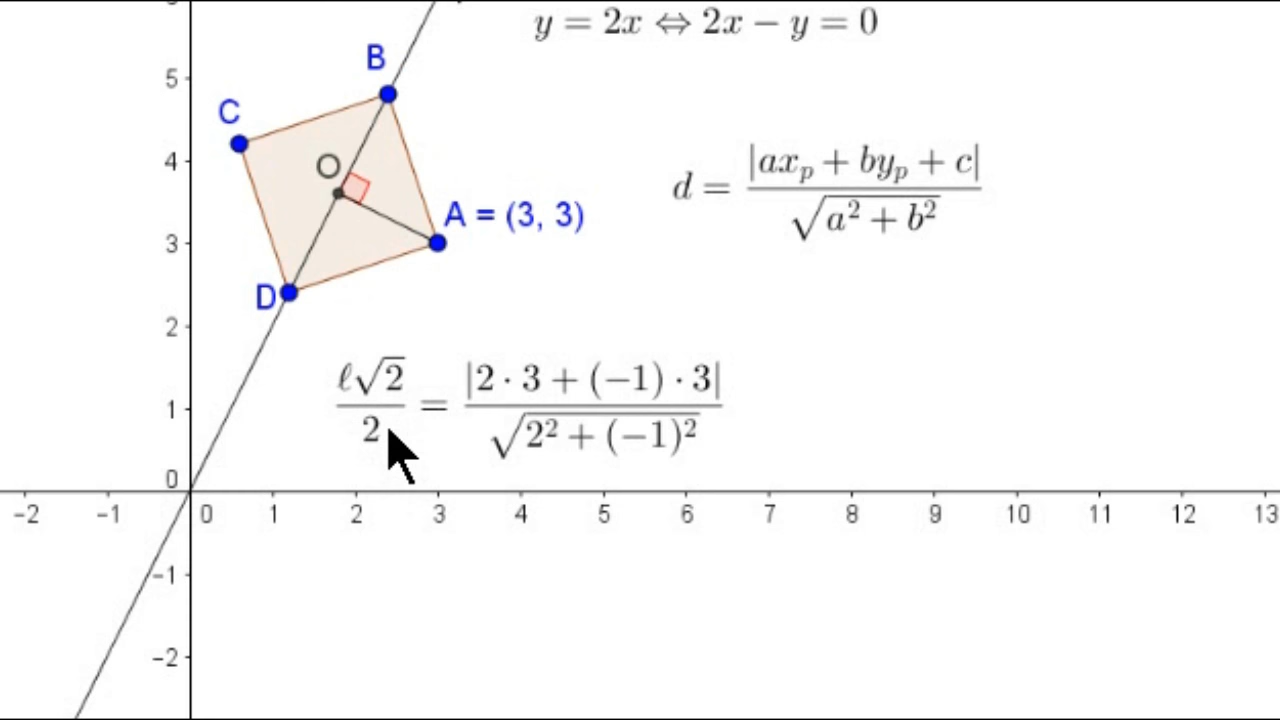 y = 2x ⇔ 2x − y = 0
5
B
C
4
O
d = |ax_p + by_p + c| / √(a² + b²)
A = (3, 3)
3
D
2
ℓ√2 / 2 = |2 · 3 + (−1) · 3| / √(2² + (−1)²)
1
0
−2 −1 0 1 2 3 4 5 6 7 8 9 10 11 12 13
−1
−2